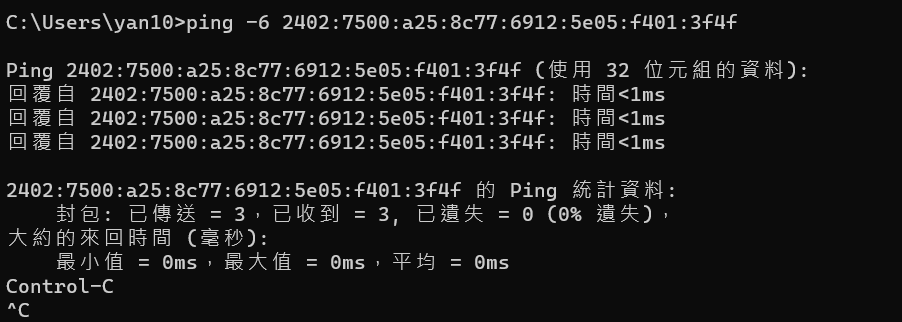 C:\Users\yan10>ping -6 2402:7500:a25:8c77:6912:5e05:f401:3f4f
Ping 2402:7500:a25:8c77:6912:5e05:f401:3f4f (使用 32 位元組的資料):
回覆自 2402:7500:a25:8c77:6912:5e05:f401:3f4f: 時間<1ms
回覆自 2402:7500:a25:8c77:6912:5e05:f401:3f4f: 時間<1ms
回覆自 2402:7500:a25:8c77:6912:5e05:f401:3f4f: 時間<1ms
2402:7500:a25:8c77:6912:5e05:f401:3f4f 的 Ping 統計資料:
封包: 已傳送 = 3，已收到 = 3, 已遺失 = 0 (0% 遺失)，
大約的來回時間 (毫秒):
最小值 = 0ms，最大值 = 0ms，平均 = 0ms
Control-C
^C